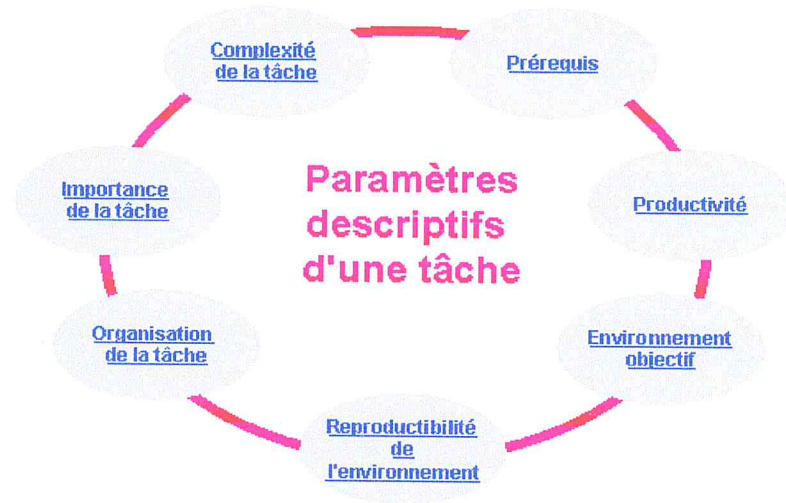 Complexité
de la tâche
Prérequis
Importance
de la tâche
Paramètres
descriptifs
d'une tâche
Productivité
Organisation
de la tâche
Environnement
objectif
Reproductibilité
de
l'environnement